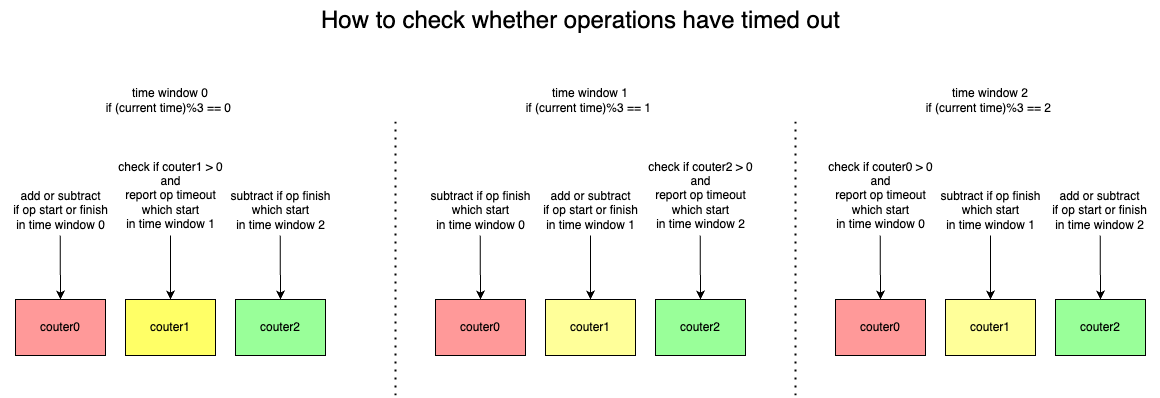 How to check whether operations have timed out
time window 0
if (current time)%3 == 0
add or subtract
if op start or finish
in time window 0
check if couter1 > 0
and
report op timeout
which start
in time window 1
subtract if op finish
which start
in time window 2
couter0
couter1
couter2
time window 1
if (current time)%3 == 1
subtract if op finish
which start
in time window 0
add or subtract
if op start or finish
in time window 1
check if couter2 > 0
and
report op timeout
which start
in time window 2
couter0
couter1
couter2
time window 2
if (current time)%3 == 2
check if couter0 > 0
and
report op timeout
which start
in time window 0
subtract if op finish
which start
in time window 1
add or subtract
if op start or finish
in time window 2
couter0
couter1
couter2